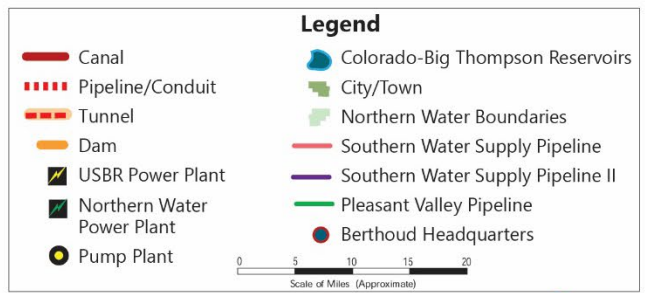 Legend
Canal
Pipeline/Conduit
Tunnel
Dam
USBR Power Plant
Northern Water
Power Plant
Pump Plant
Colorado-Big Thompson Reservoirs
City/Town
Northern Water Boundaries
Southern Water Supply Pipeline
Southern Water Supply Pipeline II
Pleasant Valley Pipeline
Berthoud Headquarters
0 5 10 15 20
Scale of Miles (Approximate)